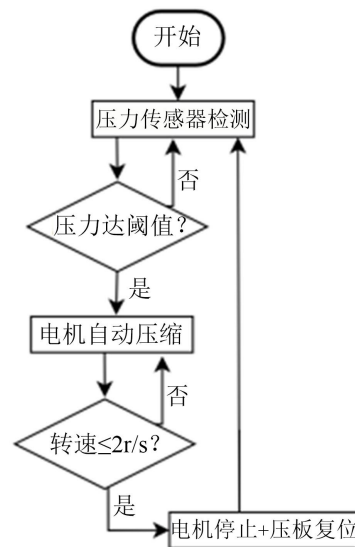 开始
压力传感器检测
否
压力达阈值？
是
电机自动压缩
否
转速≤2r/s？
是
电机停止+压板复位